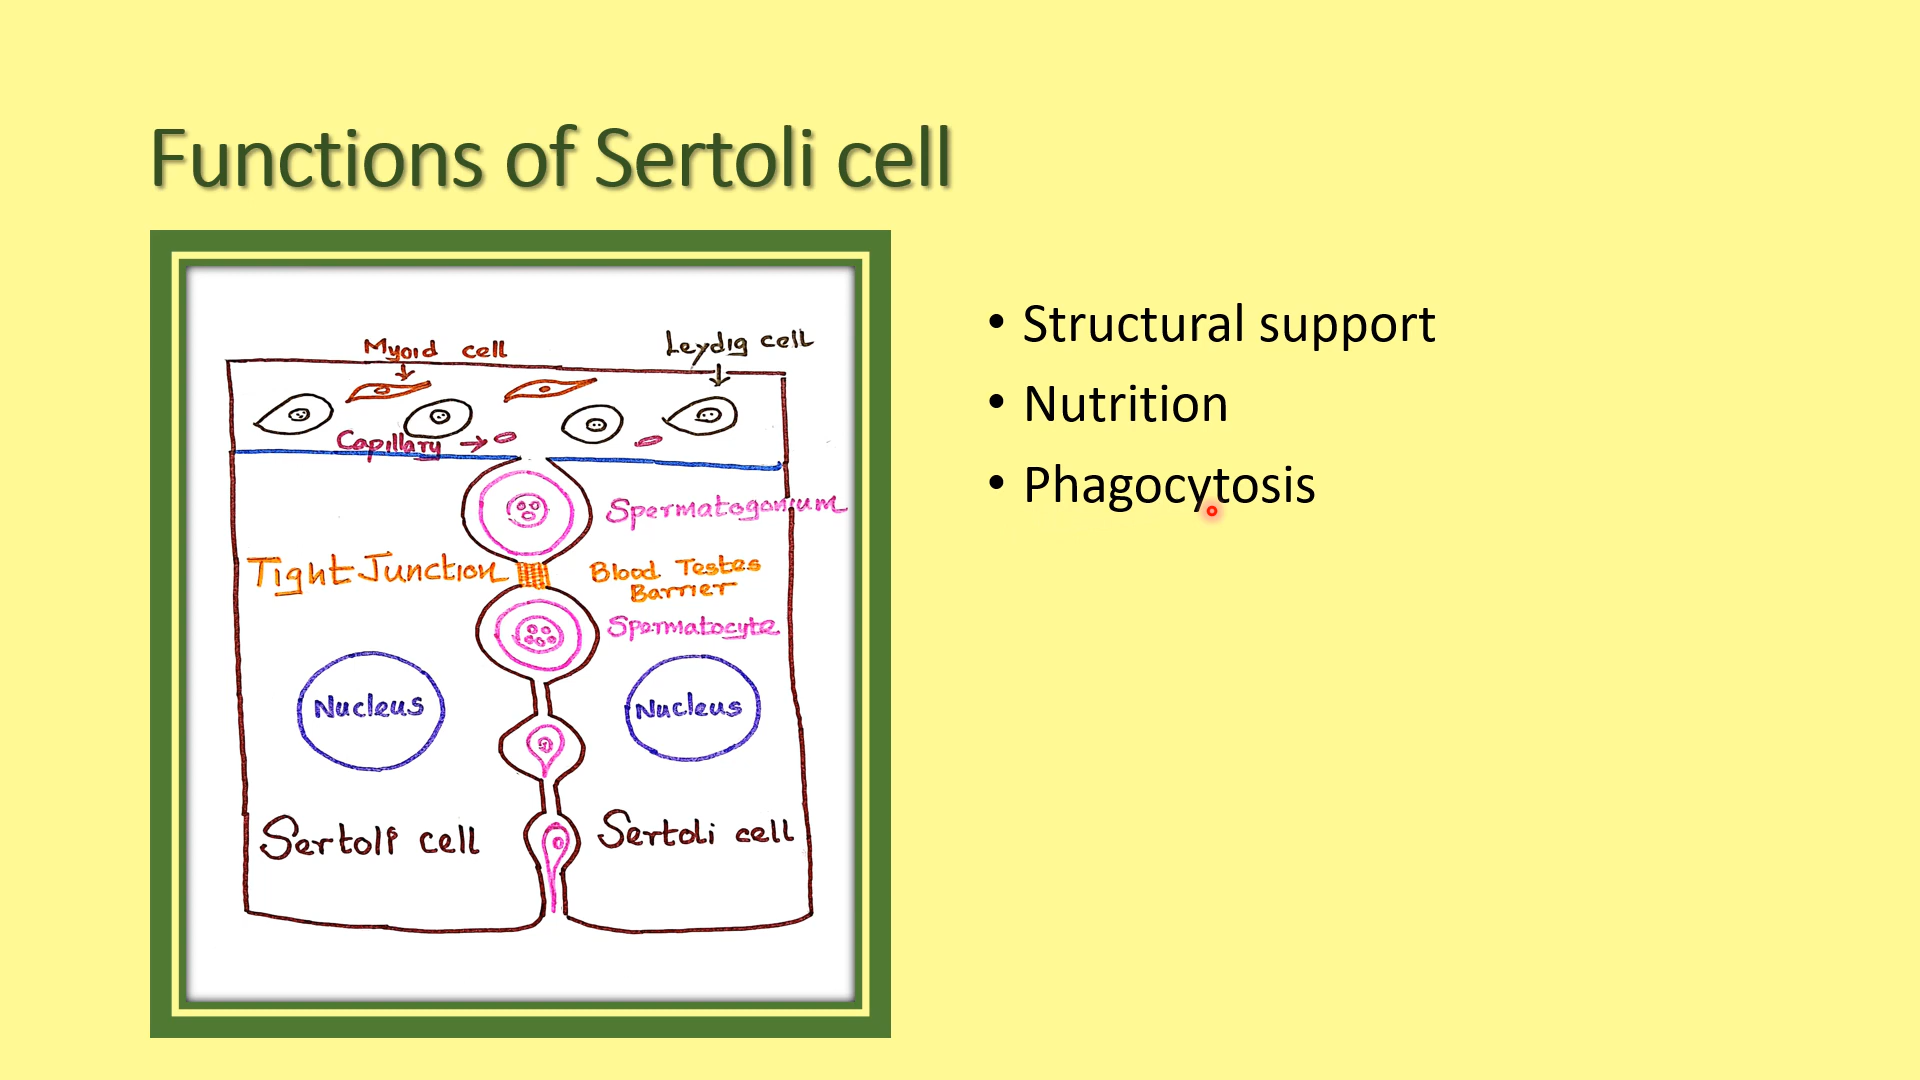 Functions of Sertoli cell
Myoid cell
Leydig cell
Capillary
Spermatogonium
Tight Junction
Blood Testes
Barrier
Spermatocyte
Nucleus
Nucleus
Sertoli cell
Sertoli cell
• Structural support
• Nutrition
• Phagocytosis